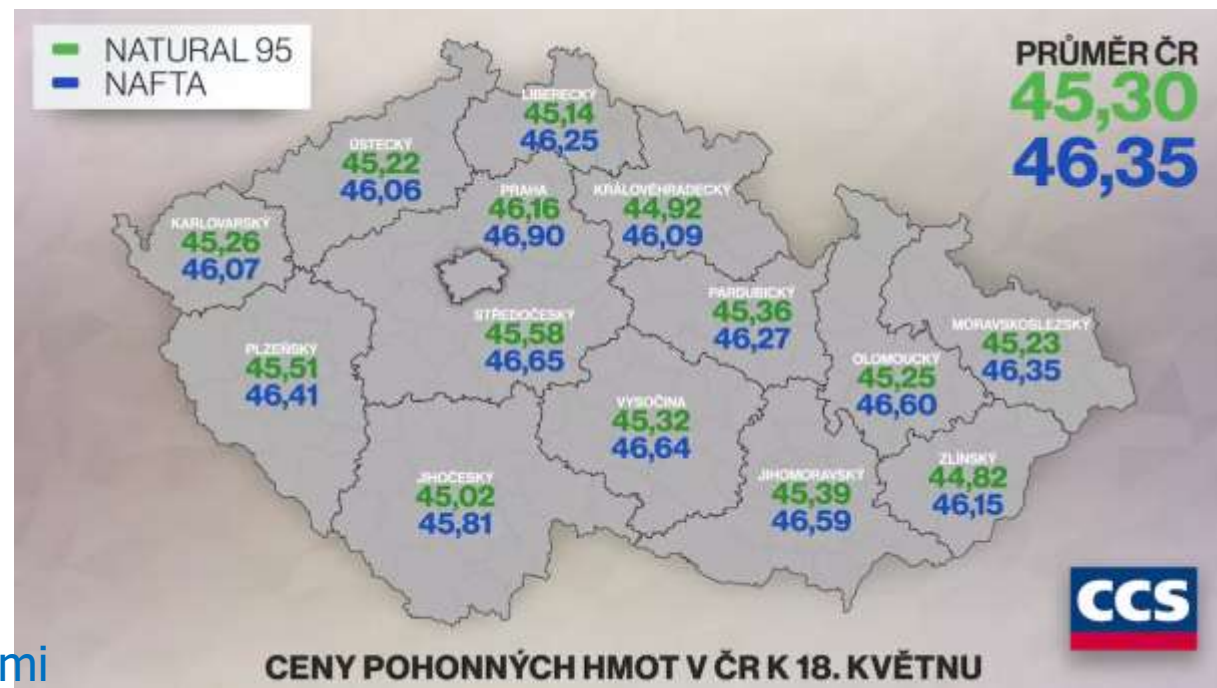 NATURAL 95
NAFTA
PRŮMĚR ČR
45,30
46,35
LIBERECKÝ
45,14
46,25
ÚSTECKÝ
45,22
46,06
PRAHA
46,16
46,90
KRÁLOVÉHRADECKÝ
44,92
46,09
KARLOVARSKÝ
45,26
46,07
PARDUBICKÝ
45,36
46,27
STŘEDOČESKÝ
45,58
46,65
MORAVSKOSLEZSKÝ
45,23
46,35
PLZEŇSKÝ
45,51
46,41
OLOMOUCKÝ
45,25
46,60
VYSOČINA
45,32
46,64
ZLÍNSKÝ
44,82
46,15
JIHOČESKÝ
45,02
45,81
JIHOMORAVSKÝ
45,39
46,59
CCS
mi
CENY POHONNÝCH HMOT V ČR K 18. KVĚTNU